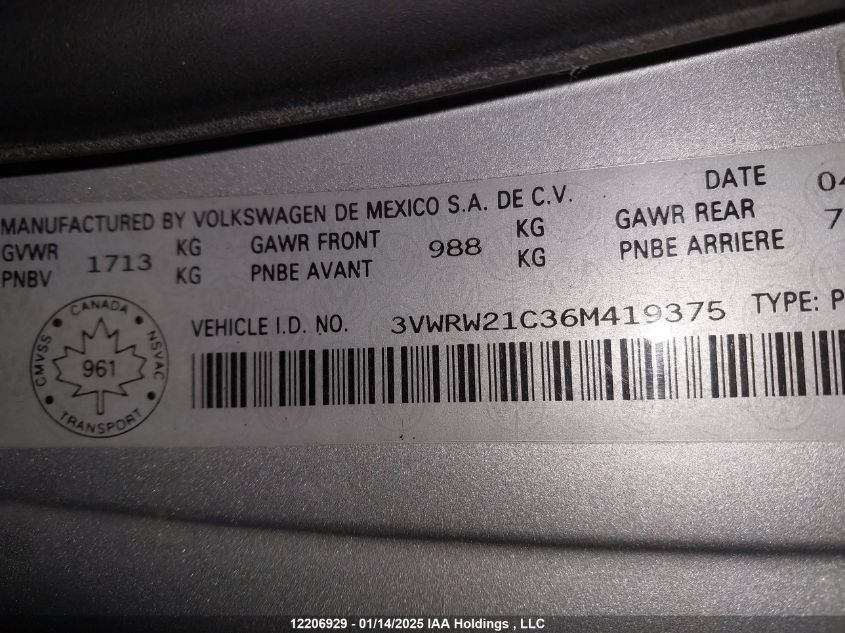 MANUFACTURED BY VOLKSWAGEN DE MEXICO S.A. DE C.V. DATE 04
GVWR 1713 KG GAWR FRONT 988 KG GAWR REAR 7
PNBV KG PNBE AVANT KG PNBE ARRIERE
VEHICLE I.D. NO. 3VWRW21C36M419375 TYPE: P
CANADA
CMVSS 961 NSVAC
TRANSPORT
12206929 - 01/14/2025 IAA Holdings , LLC